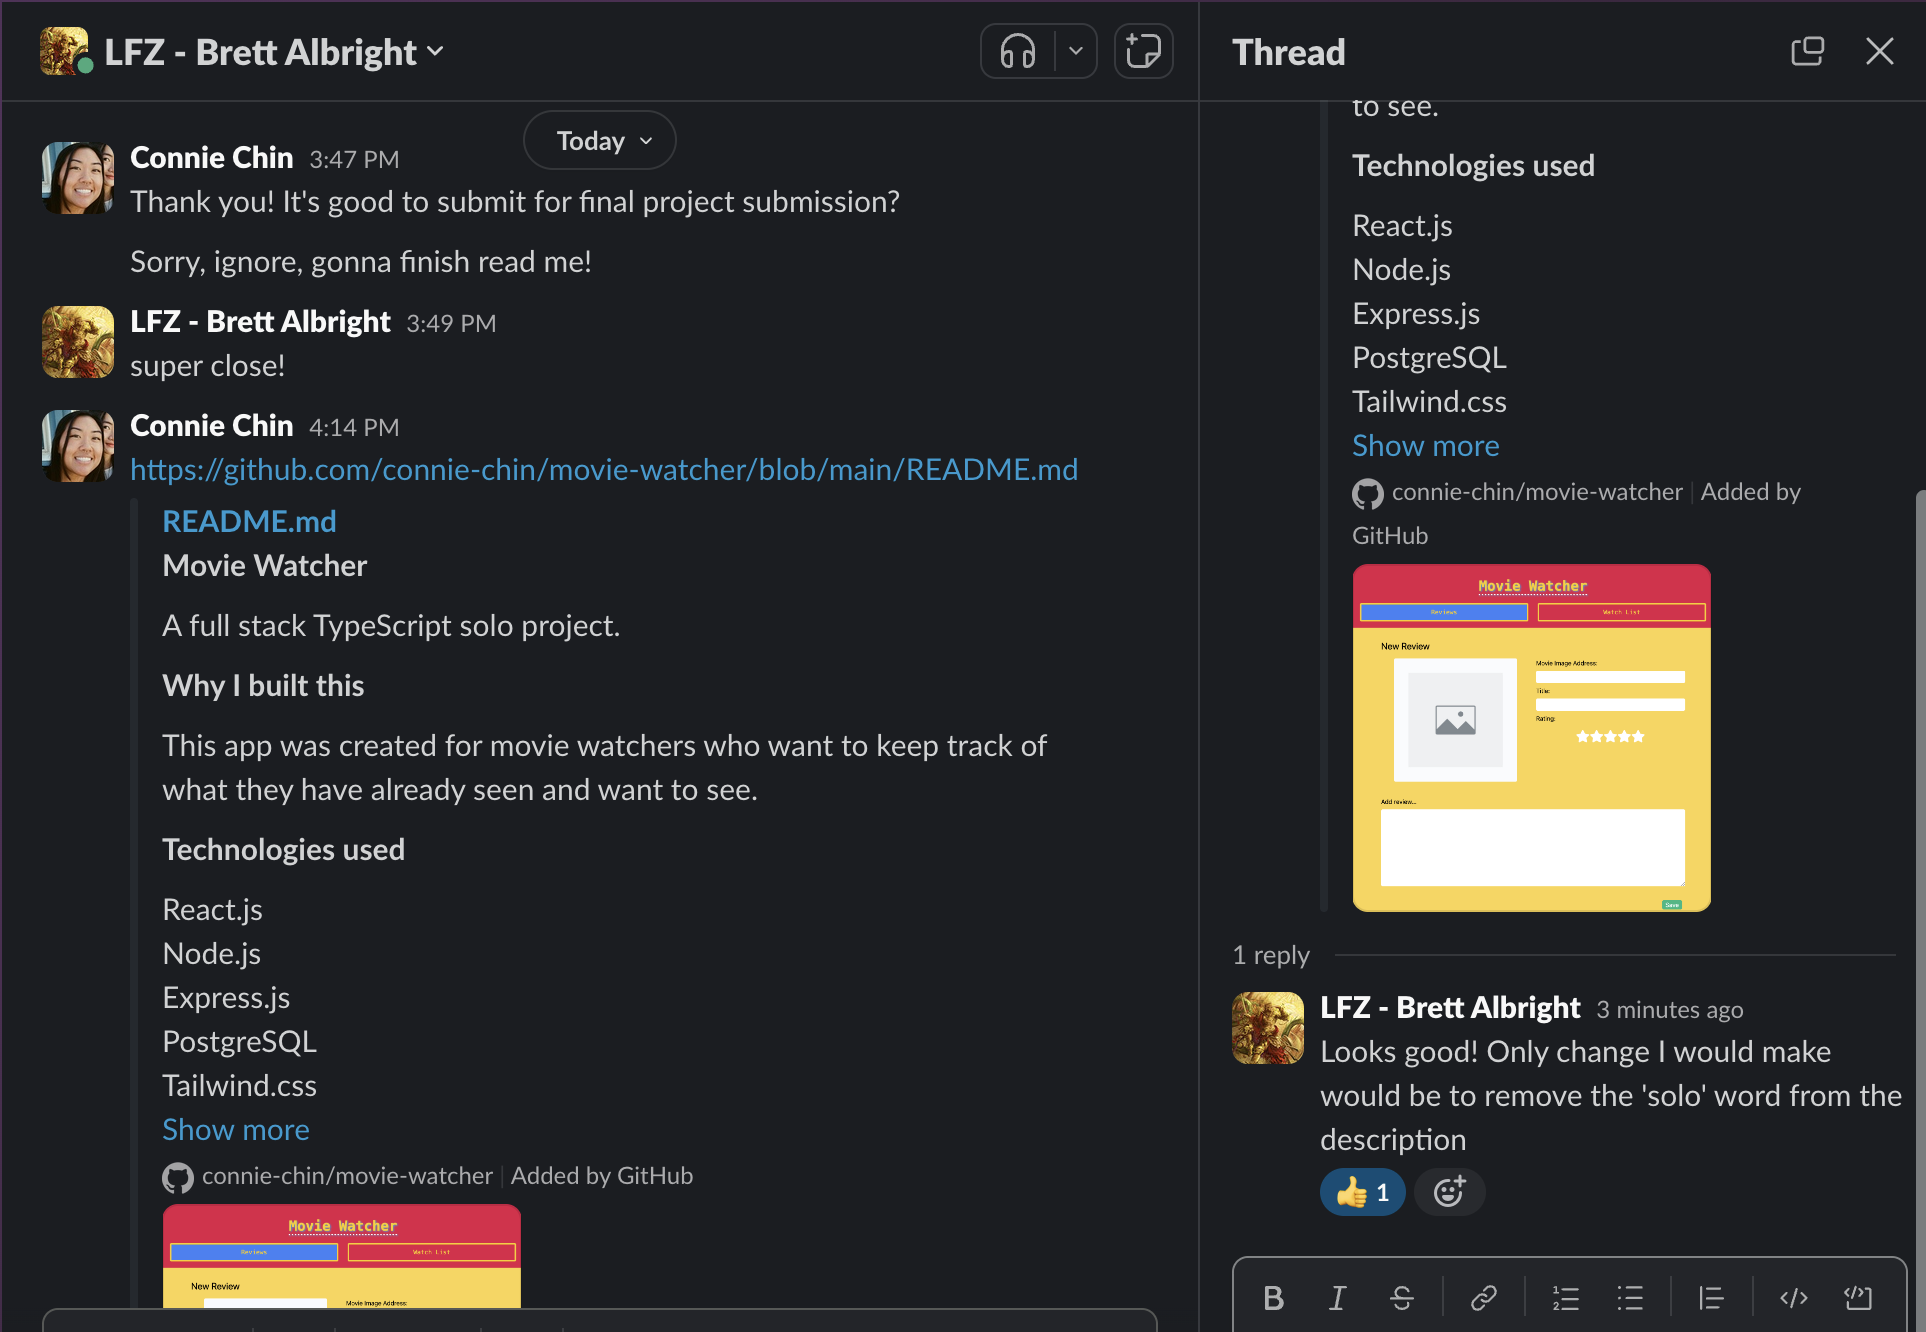 LFZ - Brett Albright
Today
Connie Chin 3:47 PM
Thank you! It's good to submit for final project submission?
Sorry, ignore, gonna finish read me!
LFZ - Brett Albright 3:49 PM
super close!
Connie Chin 4:14 PM
https://github.com/connie-chin/movie-watcher/blob/main/README.md
README.md
Movie Watcher
A full stack TypeScript solo project.
Why I built this
This app was created for movie watchers who want to keep track of
what they have already seen and want to see.
Technologies used
React.js
Node.js
Express.js
PostgreSQL
Tailwind.css
Show more
connie-chin/movie-watcher | Added by GitHub
Movie Watcher
Reviews Watch List
New Review
Movie Image Address:
Thread
to see.
Technologies used
React.js
Node.js
Express.js
PostgreSQL
Tailwind.css
Show more
connie-chin/movie-watcher | Added by
GitHub
Movie Watcher
Reviews Watch List
New Review
Movie Image Address:
Title:
Rating:
Add review...
Save
1 reply
LFZ - Brett Albright 3 minutes ago
Looks good! Only change I would make
would be to remove the 'solo' word from the
description
1